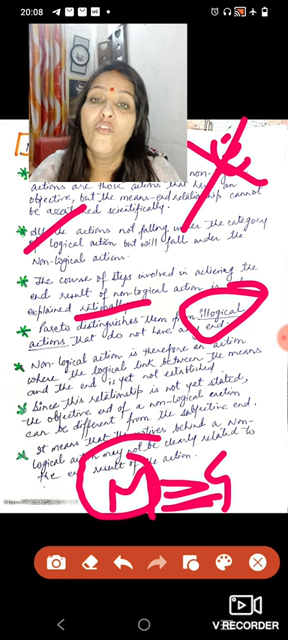 20:08
82
non-
actions are those actions that have an
objective, but the means-end relationship cannot
be ascertained scientifically.
All the actions not falling under the category
of logical action but will fall under the
Non-logical actions.
The course of steps involved in achieving the
end result of non-logical action is
explained rationally
Pareto distinguishes them from illogical
actions that do not have any end.
Non-logical action is therefore an action
where the logical link between the means
and the end is yet not established.
Since this relationship is not yet stated,
the objective end of a non-logical action
can be different from the subjective end.
It means that the motives behind a Non-
logical action may not be clearly related to
the end result of the action.
M
V RECORDER